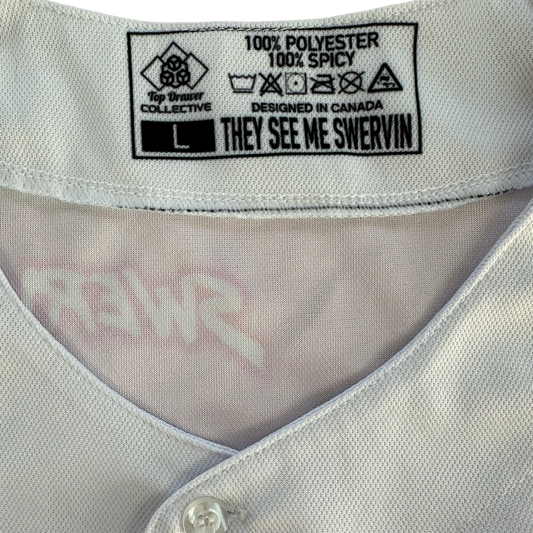 100% POLYESTER
100% SPICY
Top Drawer
COLLECTIVE
DESIGNED IN CANADA
L
THEY SEE ME SWERVIN